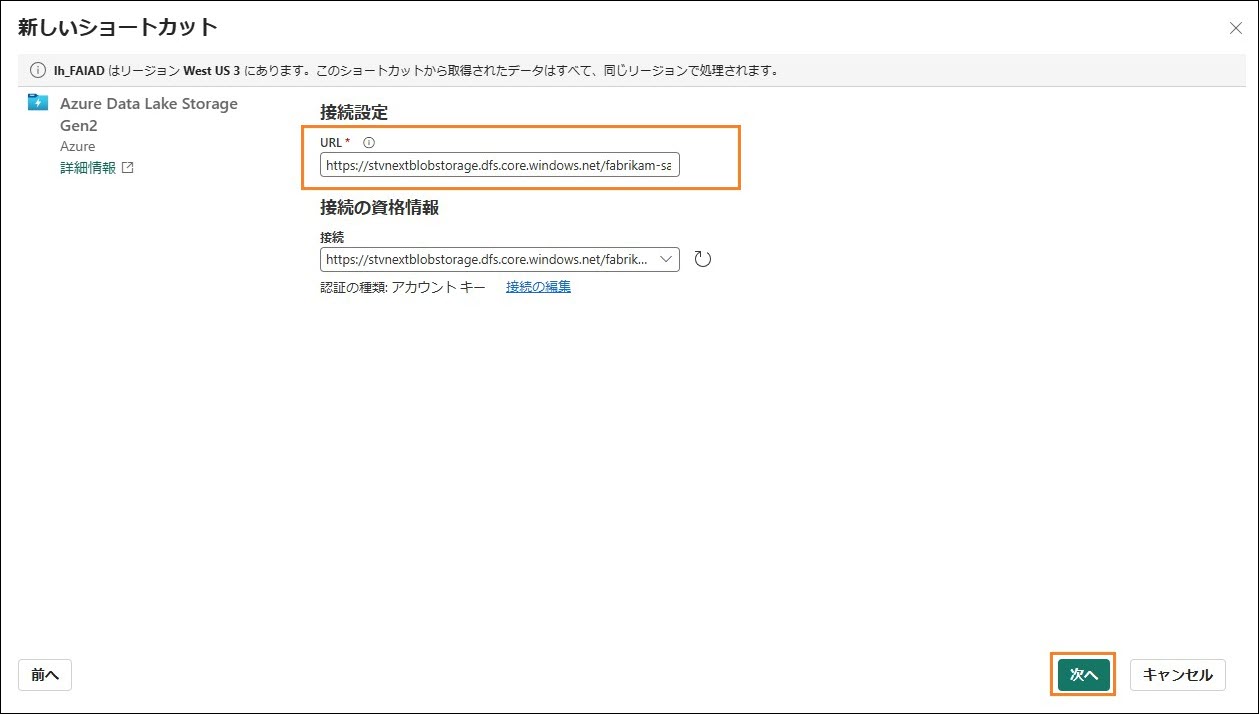 新しいショートカット
lh_FAIAD はリージョン West US 3 にあります。このショートカットから取得されたデータはすべて、同じリージョンで処理されます。
Azure Data Lake Storage
Gen2
Azure
詳細情報
接続設定
URL *
https://stvnextblobstorage.dfs.core.windows.net/fabrikam-sa
接続の資格情報
接続
https://stvnextblobstorage.dfs.core.windows.net/fabrik...
認証の種類: アカウント キー 接続の編集
前へ
次へ
キャンセル